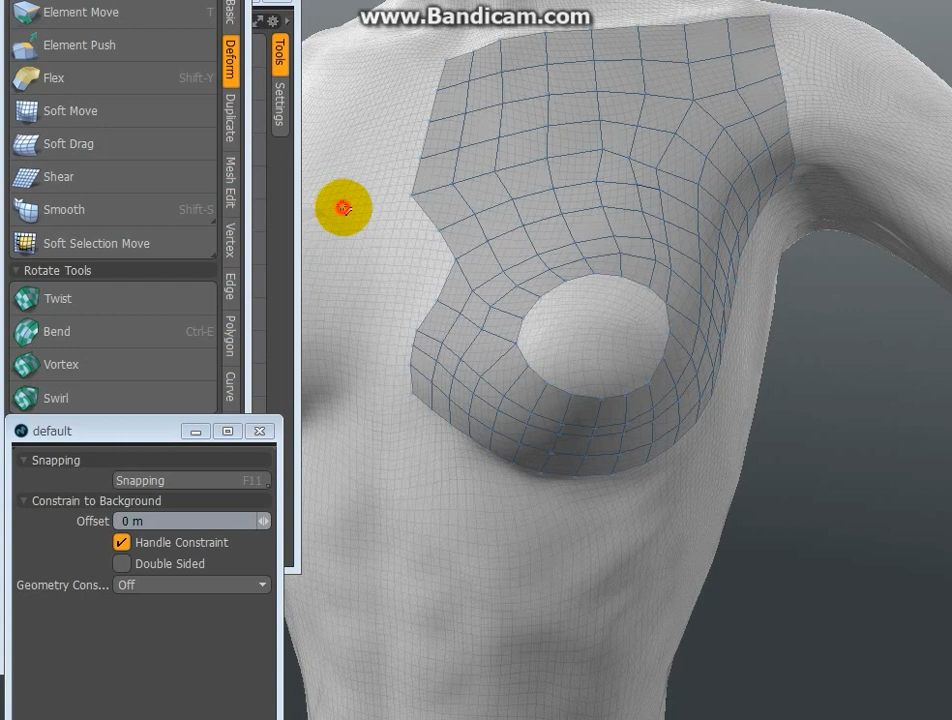 www.Bandicam.com
Element Move T
Element Push
Flex Shift-Y
Soft Move
Soft Drag
Shear
Smooth Shift-S
Soft Selection Move
Rotate Tools
Twist
Bend Ctrl-E
Vortex
Swirl
Basic
Deform
Duplicate
Mesh Edit
Vertex
Edge
Polygon
Curve
Tools
Settings
default
Snapping
Snapping F11
Constrain to Background
Offset 0 m
Handle Constraint
Double Sided
Geometry Cons... Off